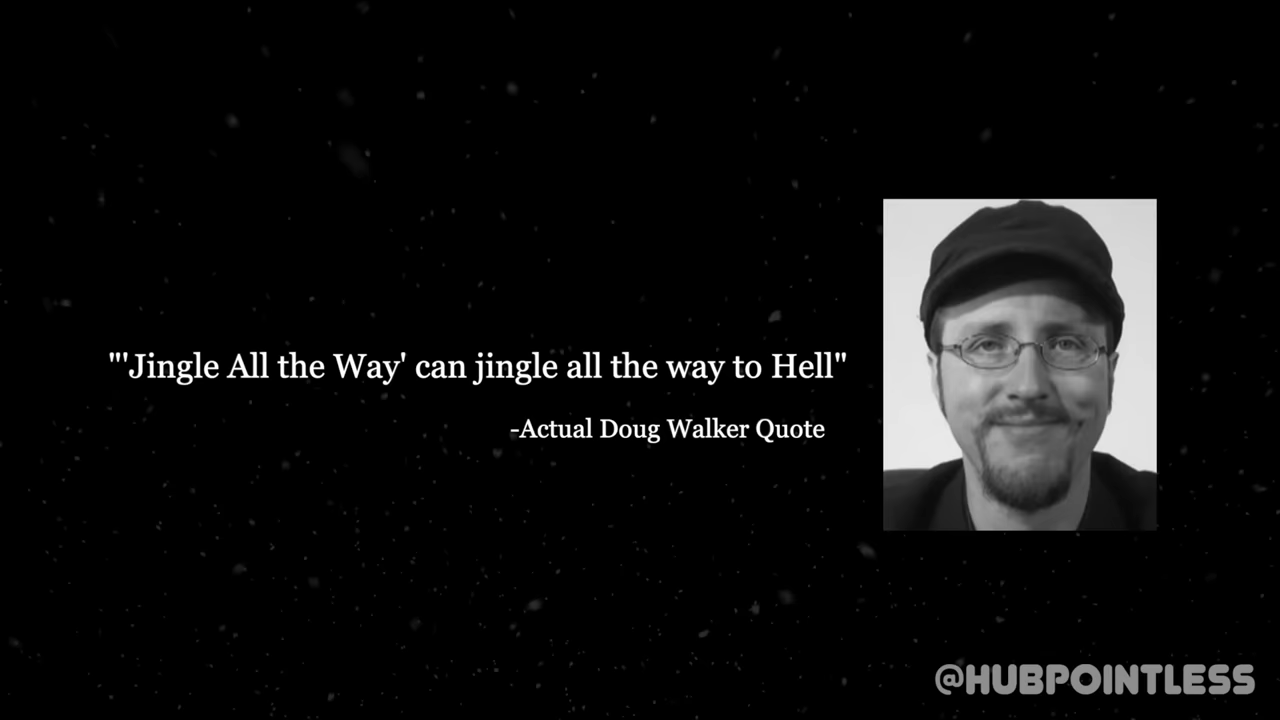 "'Jingle All the Way' can jingle all the way to Hell"
-Actual Doug Walker Quote
@HUBPOINTLESS